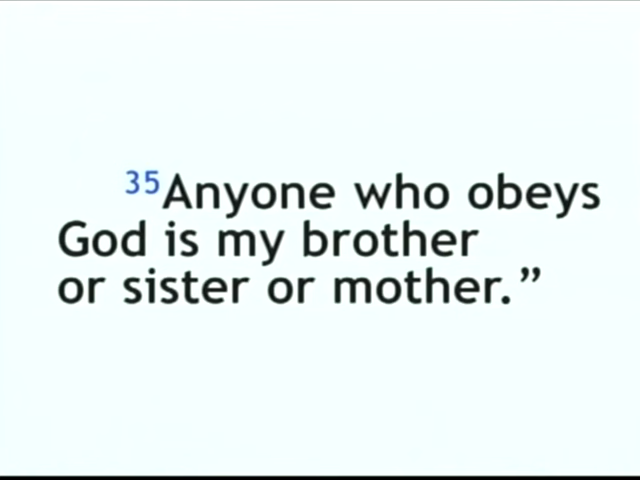 35Anyone who obeys
God is my brother
or sister or mother.”